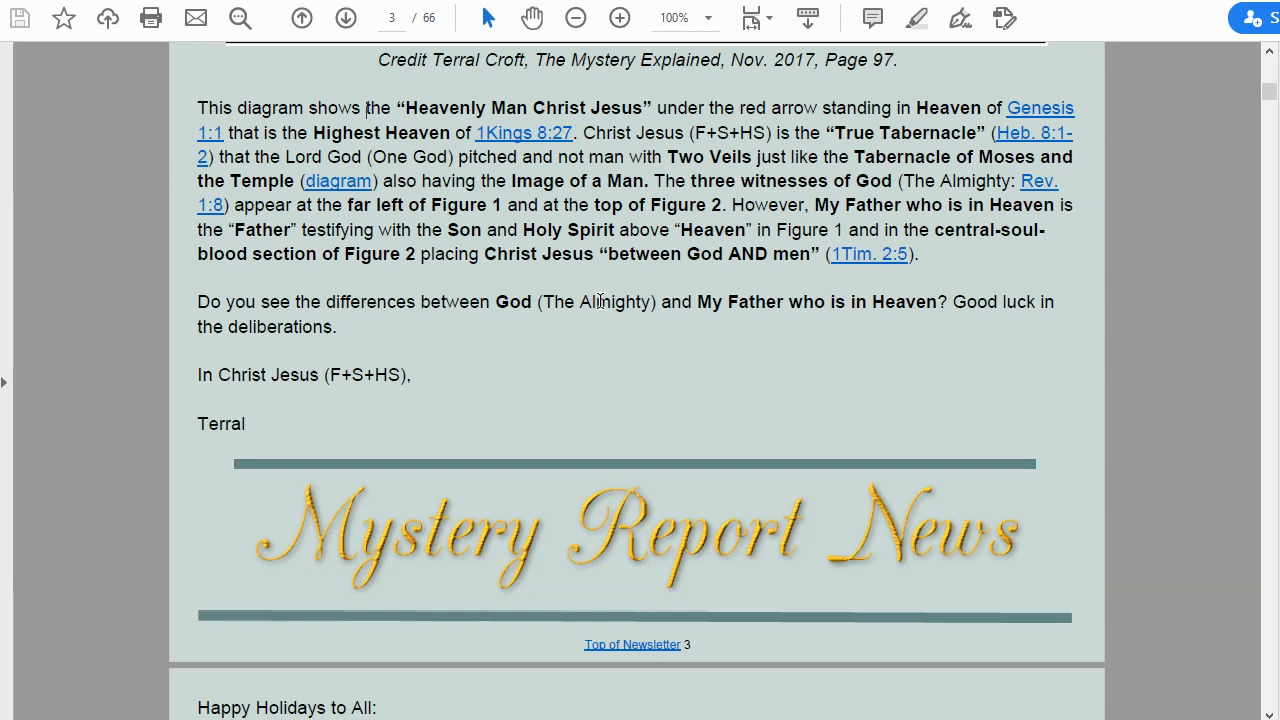 3 / 66
100%
S
Credit Terral Croft, The Mystery Explained, Nov. 2017, Page 97.
This diagram shows the “Heavenly Man Christ Jesus” under the red arrow standing in Heaven of Genesis
1:1 that is the Highest Heaven of 1Kings 8:27. Christ Jesus (F+S+HS) is the “True Tabernacle” (Heb. 8:1-
2) that the Lord God (One God) pitched and not man with Two Veils just like the Tabernacle of Moses and
the Temple (diagram) also having the Image of a Man. The three witnesses of God (The Almighty: Rev.
1:8) appear at the far left of Figure 1 and at the top of Figure 2. However, My Father who is in Heaven is
the “Father” testifying with the Son and Holy Spirit above “Heaven” in Figure 1 and in the central-soul-
blood section of Figure 2 placing Christ Jesus “between God AND men” (1Tim. 2:5).
Do you see the differences between God (The Almighty) and My Father who is in Heaven? Good luck in
the deliberations.
In Christ Jesus (F+S+HS),
Terral
Mystery Report News
Top of Newsletter 3
Happy Holidays to All: